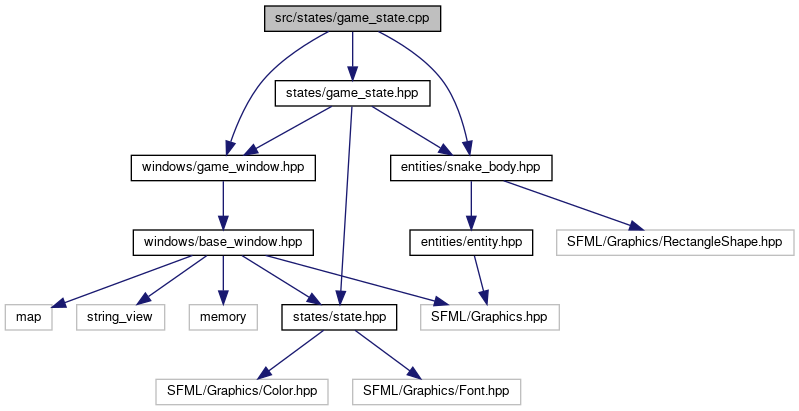 src/states/game_state.cpp
states/game_state.hpp
windows/game_window.hpp
entities/snake_body.hpp
windows/base_window.hpp
entities/entity.hpp
SFML/Graphics/RectangleShape.hpp
map
string_view
memory
states/state.hpp
SFML/Graphics.hpp
SFML/Graphics/Color.hpp
SFML/Graphics/Font.hpp